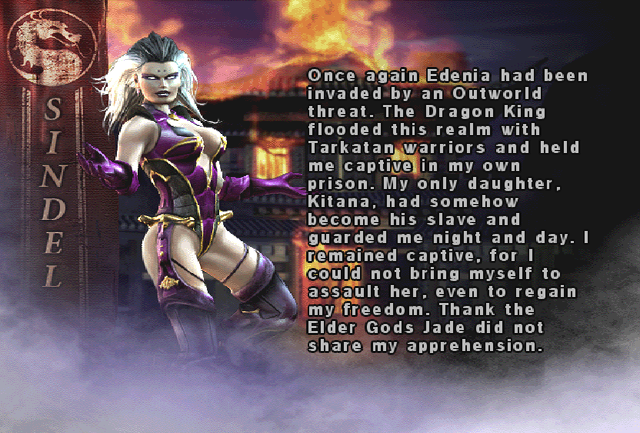 SINDEL
Once again Edenia had been
invaded by an Outworld
threat. The Dragon King
flooded this realm with
Tarkatan warriors and held
me captive in my own
prison. My only daughter,
Kitana, had somehow
become his slave and
guarded me night and day. I
remained captive, for I
could not bring myself to
assault her, even to regain
my freedom. Thank the
Elder Gods Jade did not
share my apprehension.